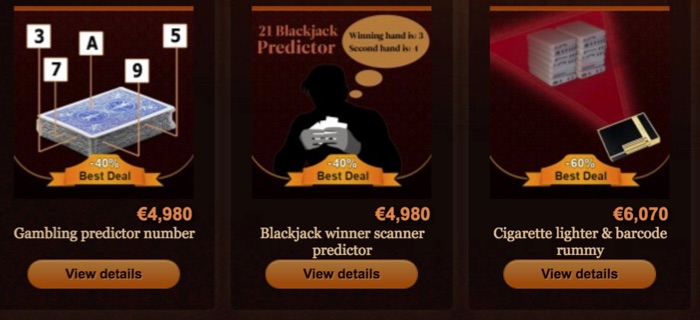 3
A
5
7
9
-40%
Best Deal
€4,980
Gambling predictor number
View details
21 Blackjack
Predictor
Winning hand is: 3
Second hand is: 4
-40%
Best Deal
€4,980
Blackjack winner scanner
predictor
View details
-60%
Best Deal
€6,070
Cigarette lighter & barcode
rummy
View details